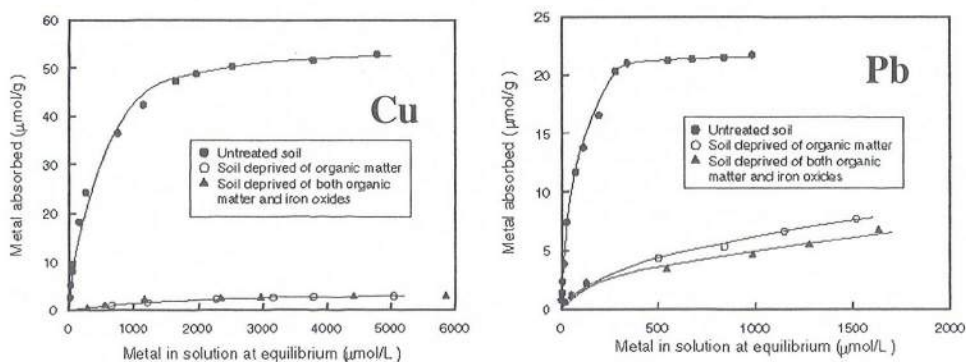 60
50
40
30
20
10
0
Metal absorbed (μmol/g)
Cu
Untreated soil
Soil deprived of organic matter
Soil deprived of both organic
matter and iron oxides
0 1000 2000 3000 4000 5000 6000
Metal in solution at equilibrium (μmol/L)
25
20
15
10
5
0
Metal absorbed (μmol/g)
Pb
Untreated soil
Soil deprived of organic matter
Soil deprived of both organic matter
and iron oxides
0 500 1000 1500 2000
Metal in solution at equilibrium (μmol/L)